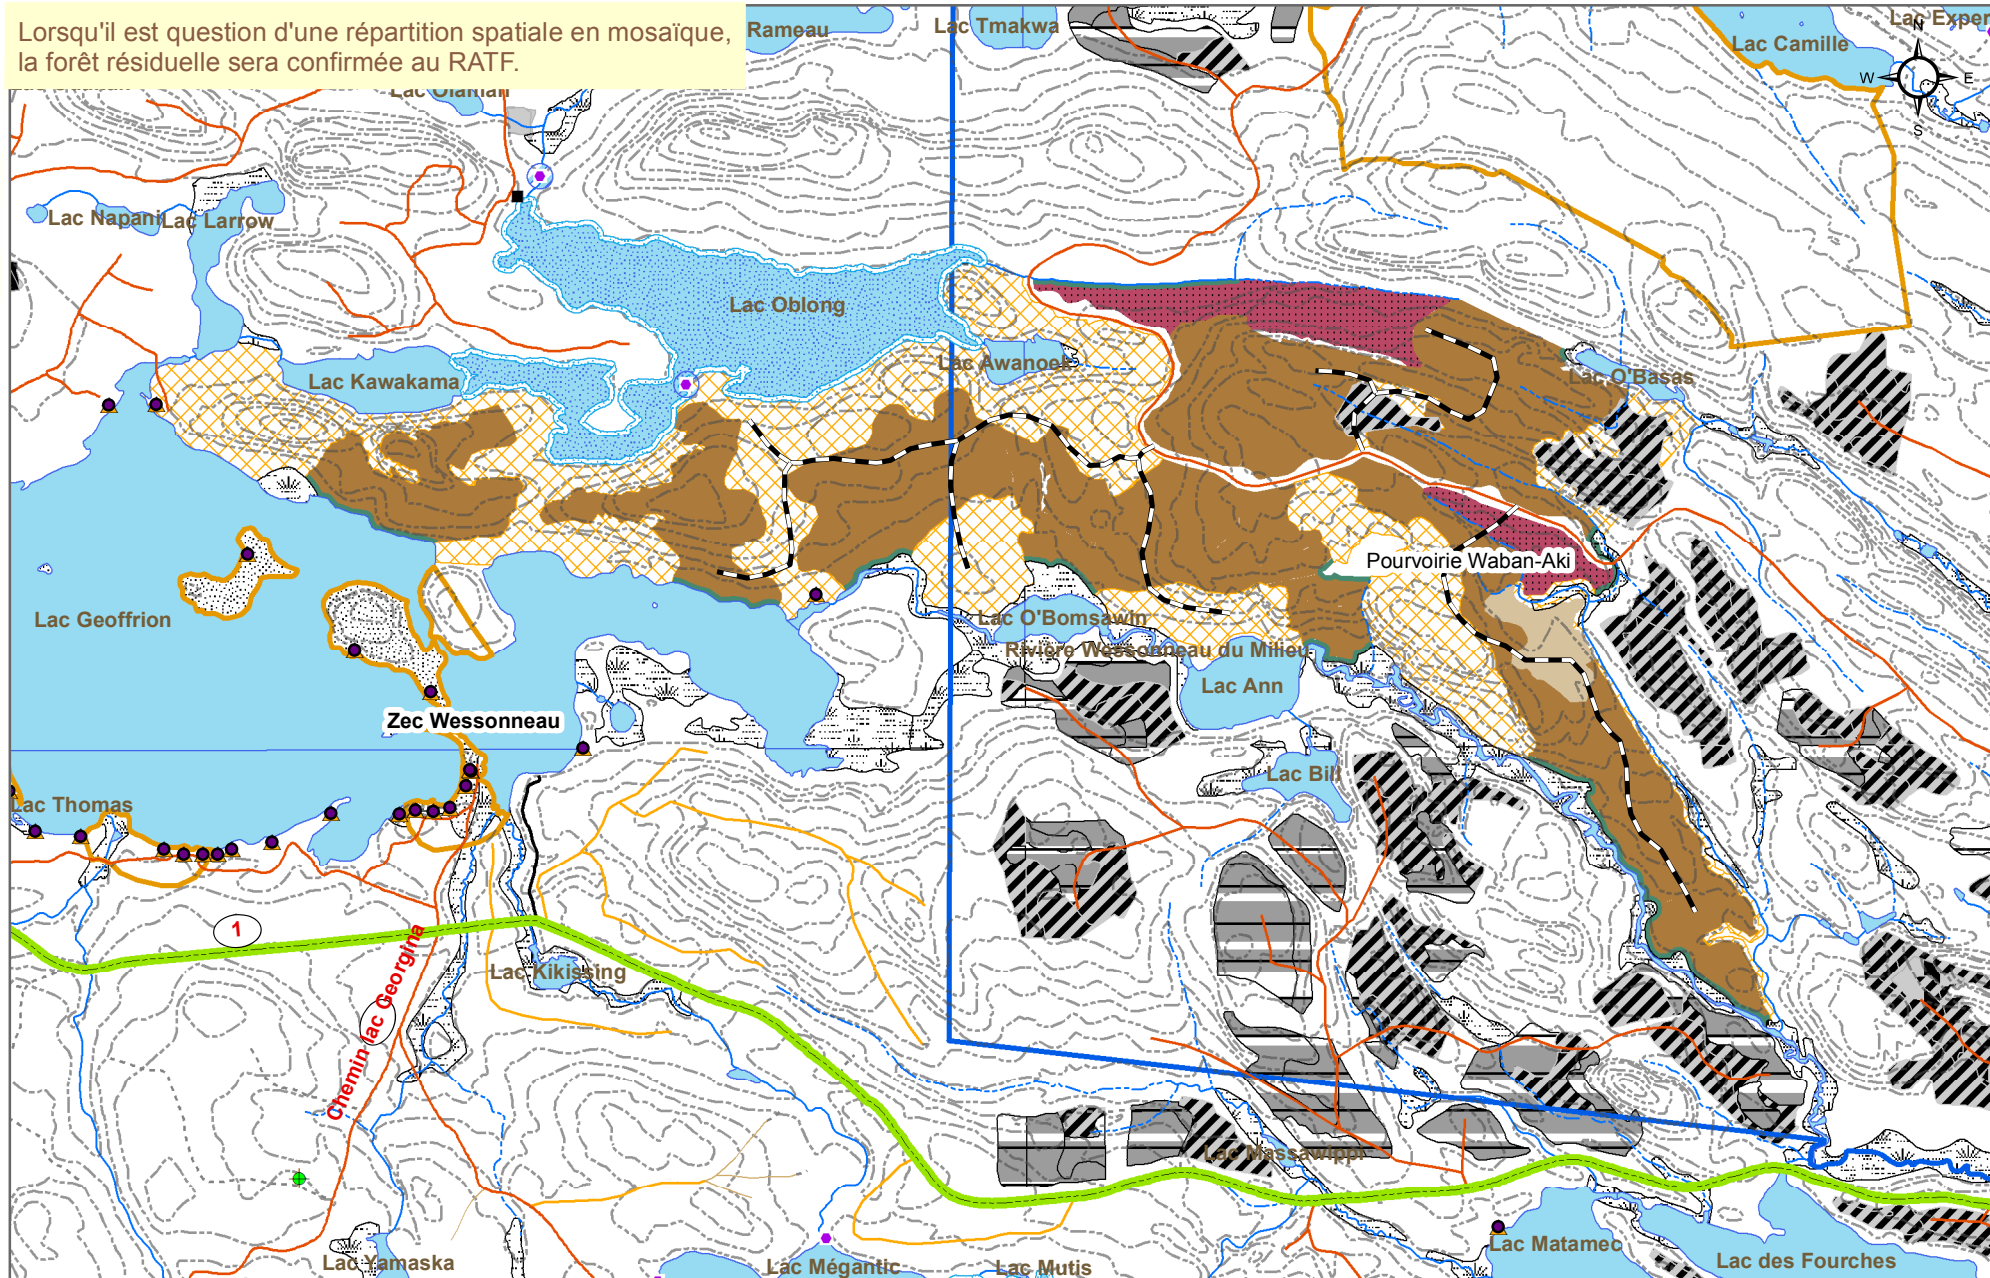 Lorsqu'il est question d'une répartition spatiale en mosaïque,
la forêt résiduelle sera confirmée au RATF.
Rameau
Lac Tmakwa
Lac Camille
Lac Exper
N
W
E
S
Lac Napani
Lac Larrow
Lac Oblong
Lac Awanoek
Lac Kawakama
Lac O'Basas
Pourvoirie Waban-Aki
Lac Geoffrion
Lac O'Bomsawin
Rivière Wessonneau du Milieu
Lac Ann
Zec Wessonneau
Lac Bill
Lac Thomas
1
Chemin lac Georgina
Lac Kikissing
Lac Massawippi
Lac Yamaska
Lac Mégantic
Lac Mutis
Lac Matamec
Lac des Fourches